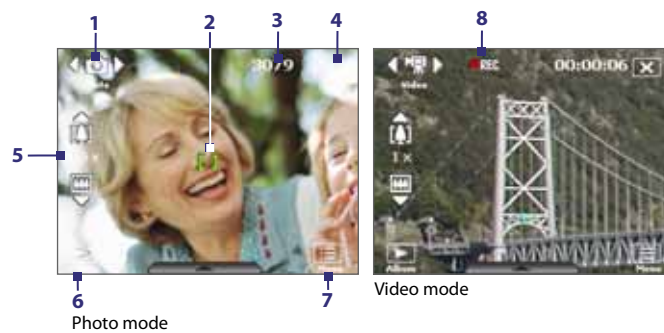 1 2 3 4 8
3079
REC 00:00:06
Video
5
1×
Album Menu
6 7 Video mode
Photo mode